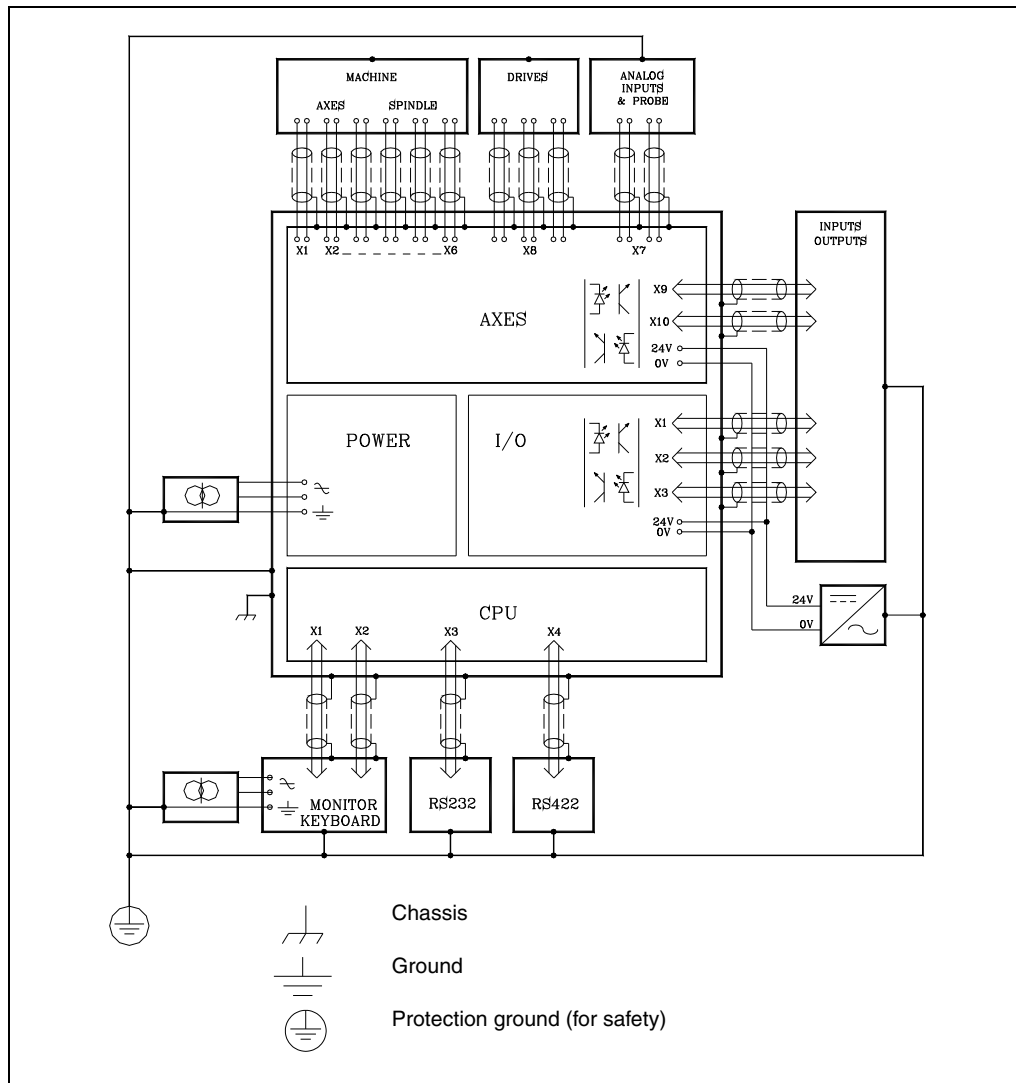 MACHINE
AXES SPINDLE
DRIVES
ANALOG
INPUTS
& PROBE
X1 X2 X6 X8 X7
INPUTS
OUTPUTS
AXES
X9
X10
24V
0V
POWER
I/O
X1
X2
X3
24V
0V
24V
0V
CPU
X1 X2 X3 X4
MONITOR
KEYBOARD
RS232
RS422
Chassis
Ground
Protection ground (for safety)